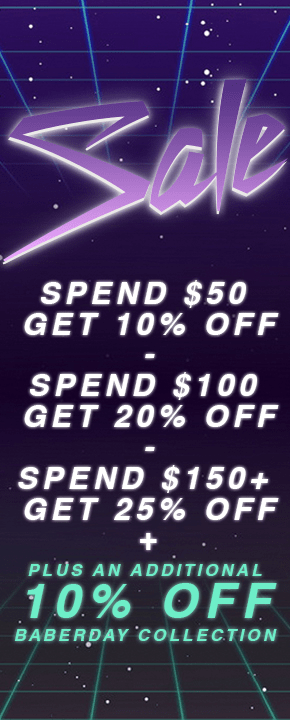 Sale
SPEND $50
GET 10% OFF
-
SPEND $100
GET 20% OFF
-
SPEND $150+
GET 25% OFF
+
PLUS AN ADDITIONAL
10% OFF
BABERDAY COLLECTION